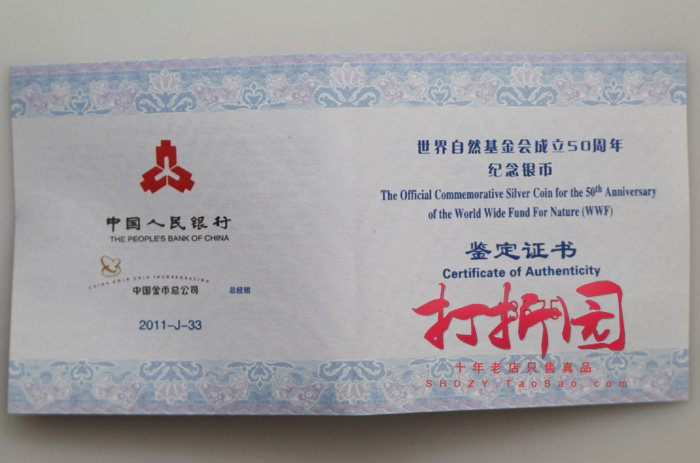 中国人民银行
THE PEOPLE'S BANK OF CHINA
CHINA GOLD COIN INCORPORATION
中国金币总公司 总经销
2011-J-33
世界自然基金会成立50周年
纪念银币
The Official Commemorative Silver Coin for the 50th Anniversary
of the World Wide Fund For Nature (WWF)
鉴定证书
Certificate of Authenticity
打折园
十年老店只售真品
SHDZY.TaoBao.com